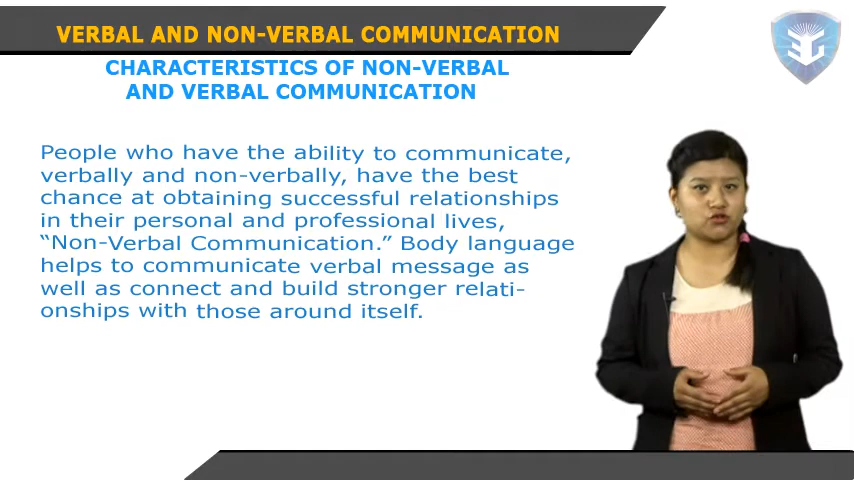 VERBAL AND NON-VERBAL COMMUNICATION
CHARACTERISTICS OF NON-VERBAL
AND VERBAL COMMUNICATION
People who have the ability to communicate,
verbally and non-verbally, have the best
chance at obtaining successful relationships
in their personal and professional lives,
“Non-Verbal Communication.” Body language
helps to communicate verbal message as
well as connect and build stronger relati-
onships with those around itself.